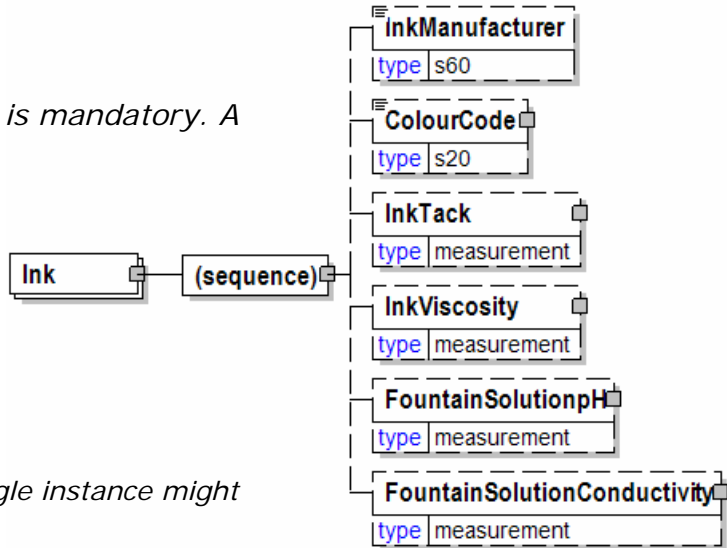 InkManufacturer
type s60
is mandatory. A
ColourCode
type s20
InkTack
type measurement
Ink
(sequence)
InkViscosity
type measurement
FountainSolutionpH
type measurement
gle instance might
FountainSolutionConductivity
type measurement